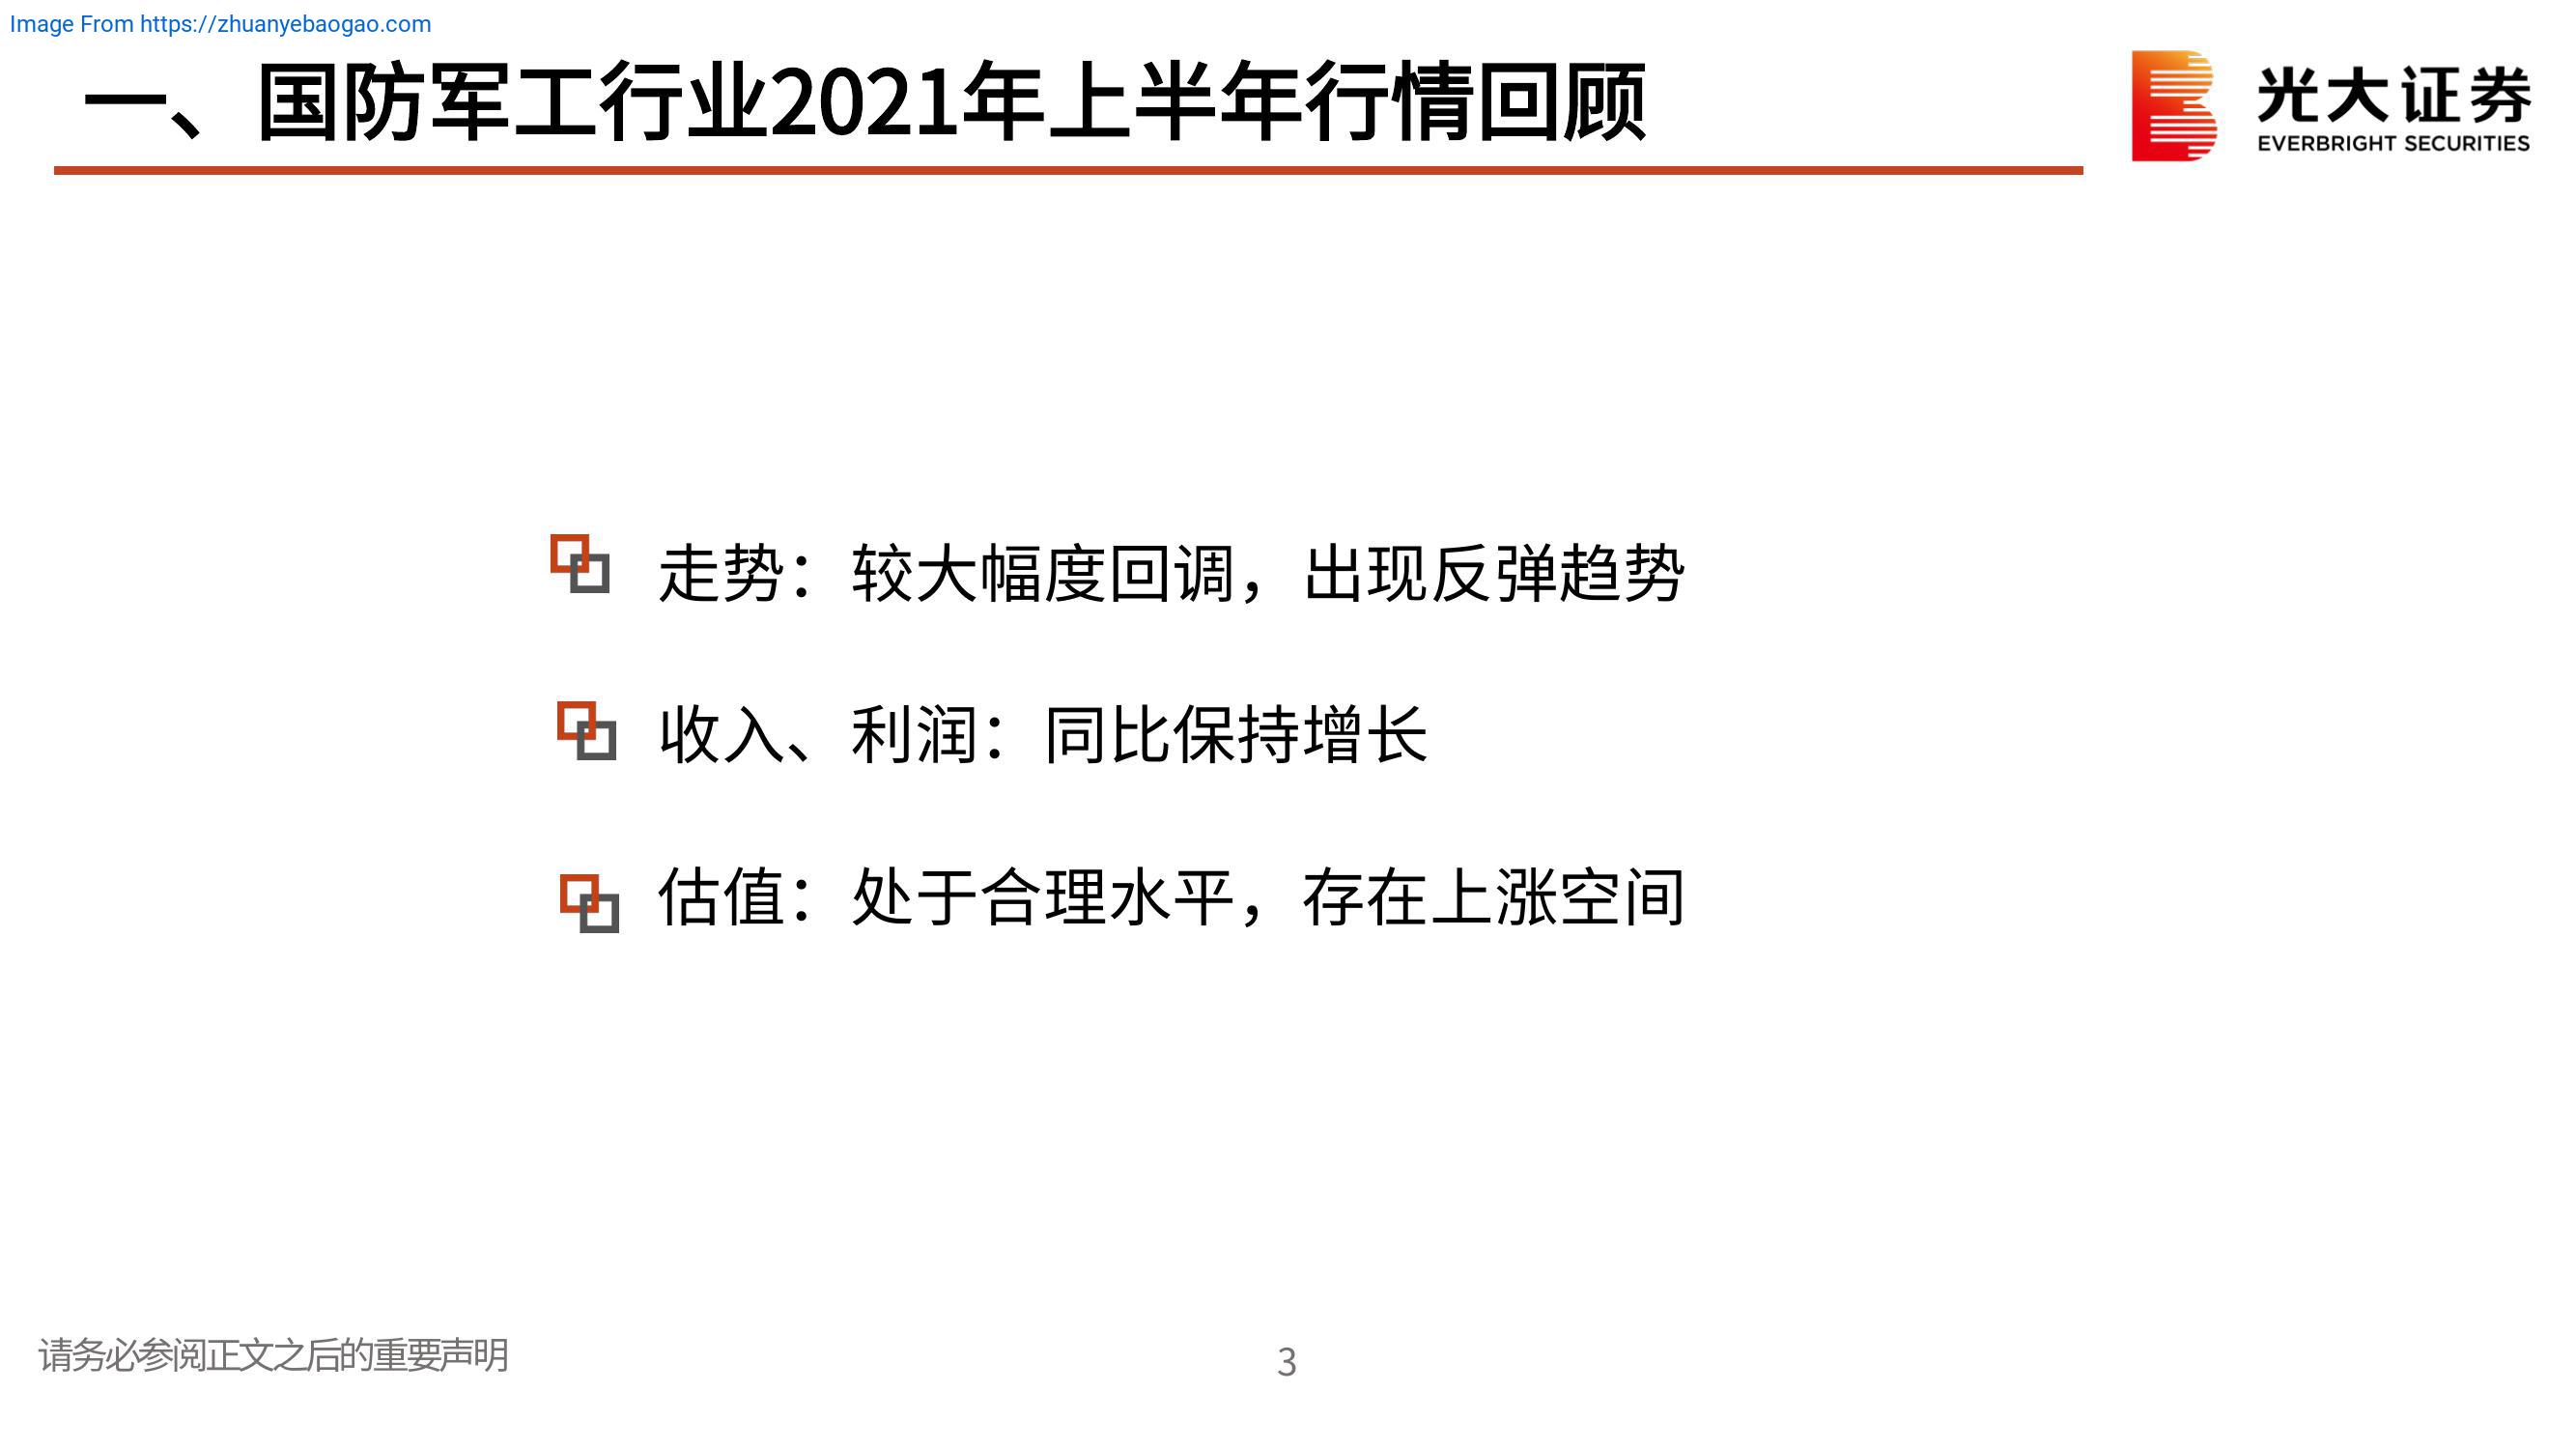 Image From https://zhuanyebaogao.com
一、国防军工行业2021年上半年行情回顾
光大证券
EVERBRIGHT SECURITIES
走势：较大幅度回调，出现反弹趋势
收入、利润：同比保持增长
估值：处于合理水平，存在上涨空间
请务必参阅正文之后的重要声明
3